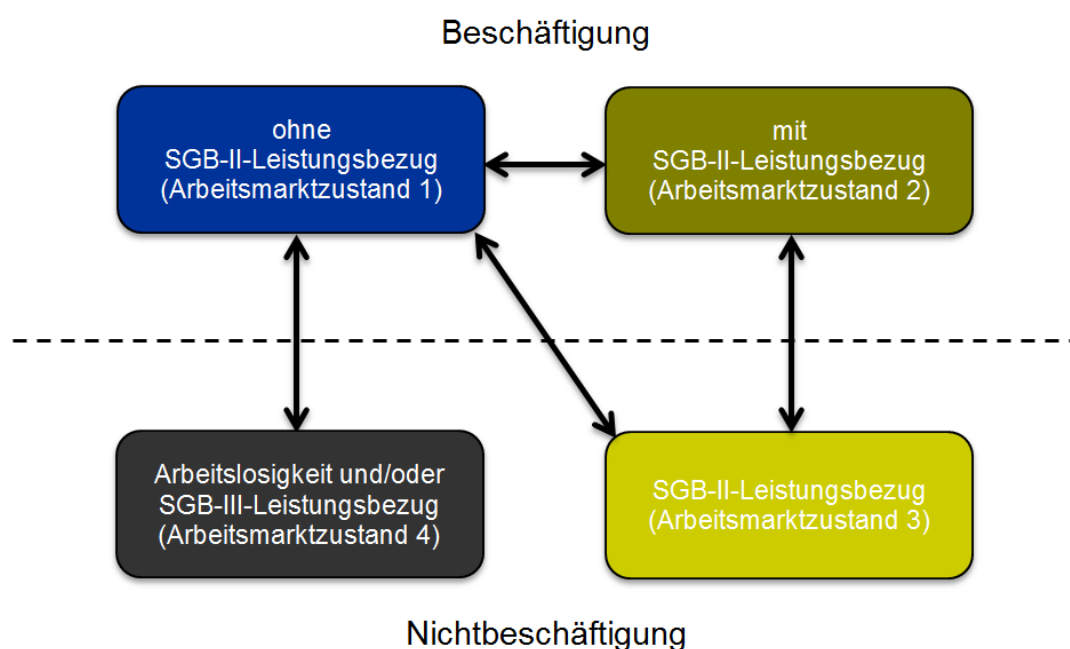 Beschäftigung
ohne
SGB-II-Leistungsbezug
(Arbeitsmarktzustand 1)
mit
SGB-II-Leistungsbezug
(Arbeitsmarktzustand 2)
Arbeitslosigkeit und/oder
SGB-III-Leistungsbezug
(Arbeitsmarktzustand 4)
SGB-II-Leistungsbezug
(Arbeitsmarktzustand 3)
Nichtbeschäftigung